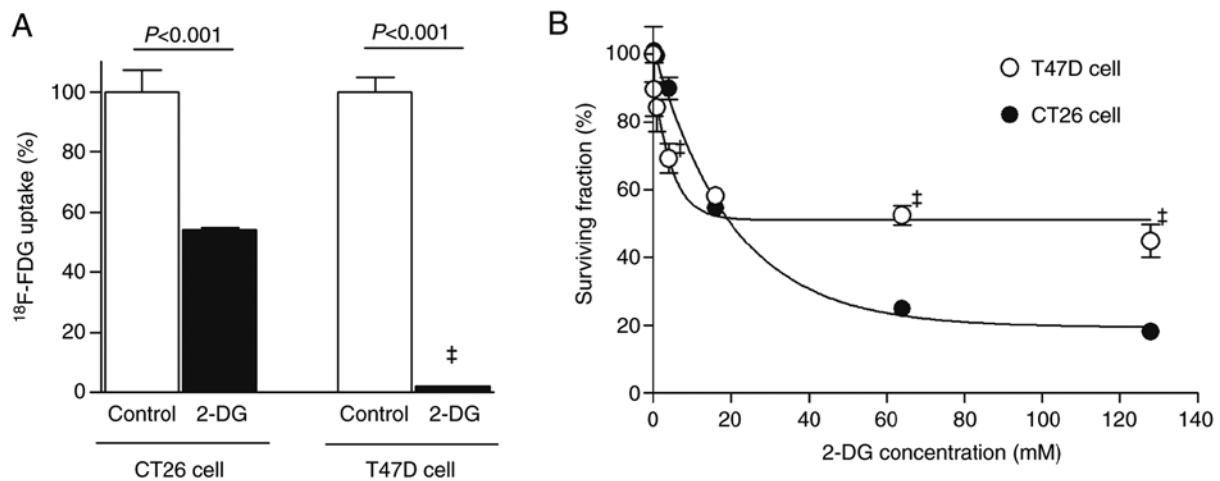 A
P<0.001
P<0.001
¹⁸F-FDG uptake (%)
100
80
60
40
20
0
‡
Control 2-DG
Control 2-DG
CT26 cell
T47D cell
B
T47D cell
CT26 cell
Surviving fraction (%)
100
80
60
40
20
0
‡
‡
‡
0 20 40 60 80 100 120 140
2-DG concentration (mM)